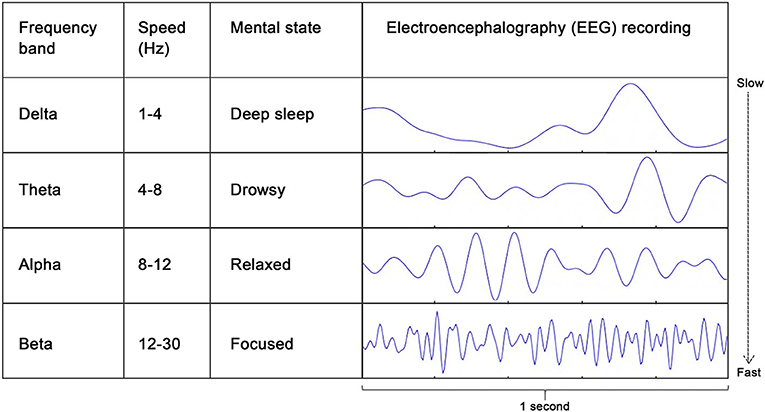 Frequency band
Speed (Hz)
Mental state
Electroencephalography (EEG) recording
Slow
Delta
1-4
Deep sleep
Theta
4-8
Drowsy
Alpha
8-12
Relaxed
Beta
12-30
Focused
Fast
1 second